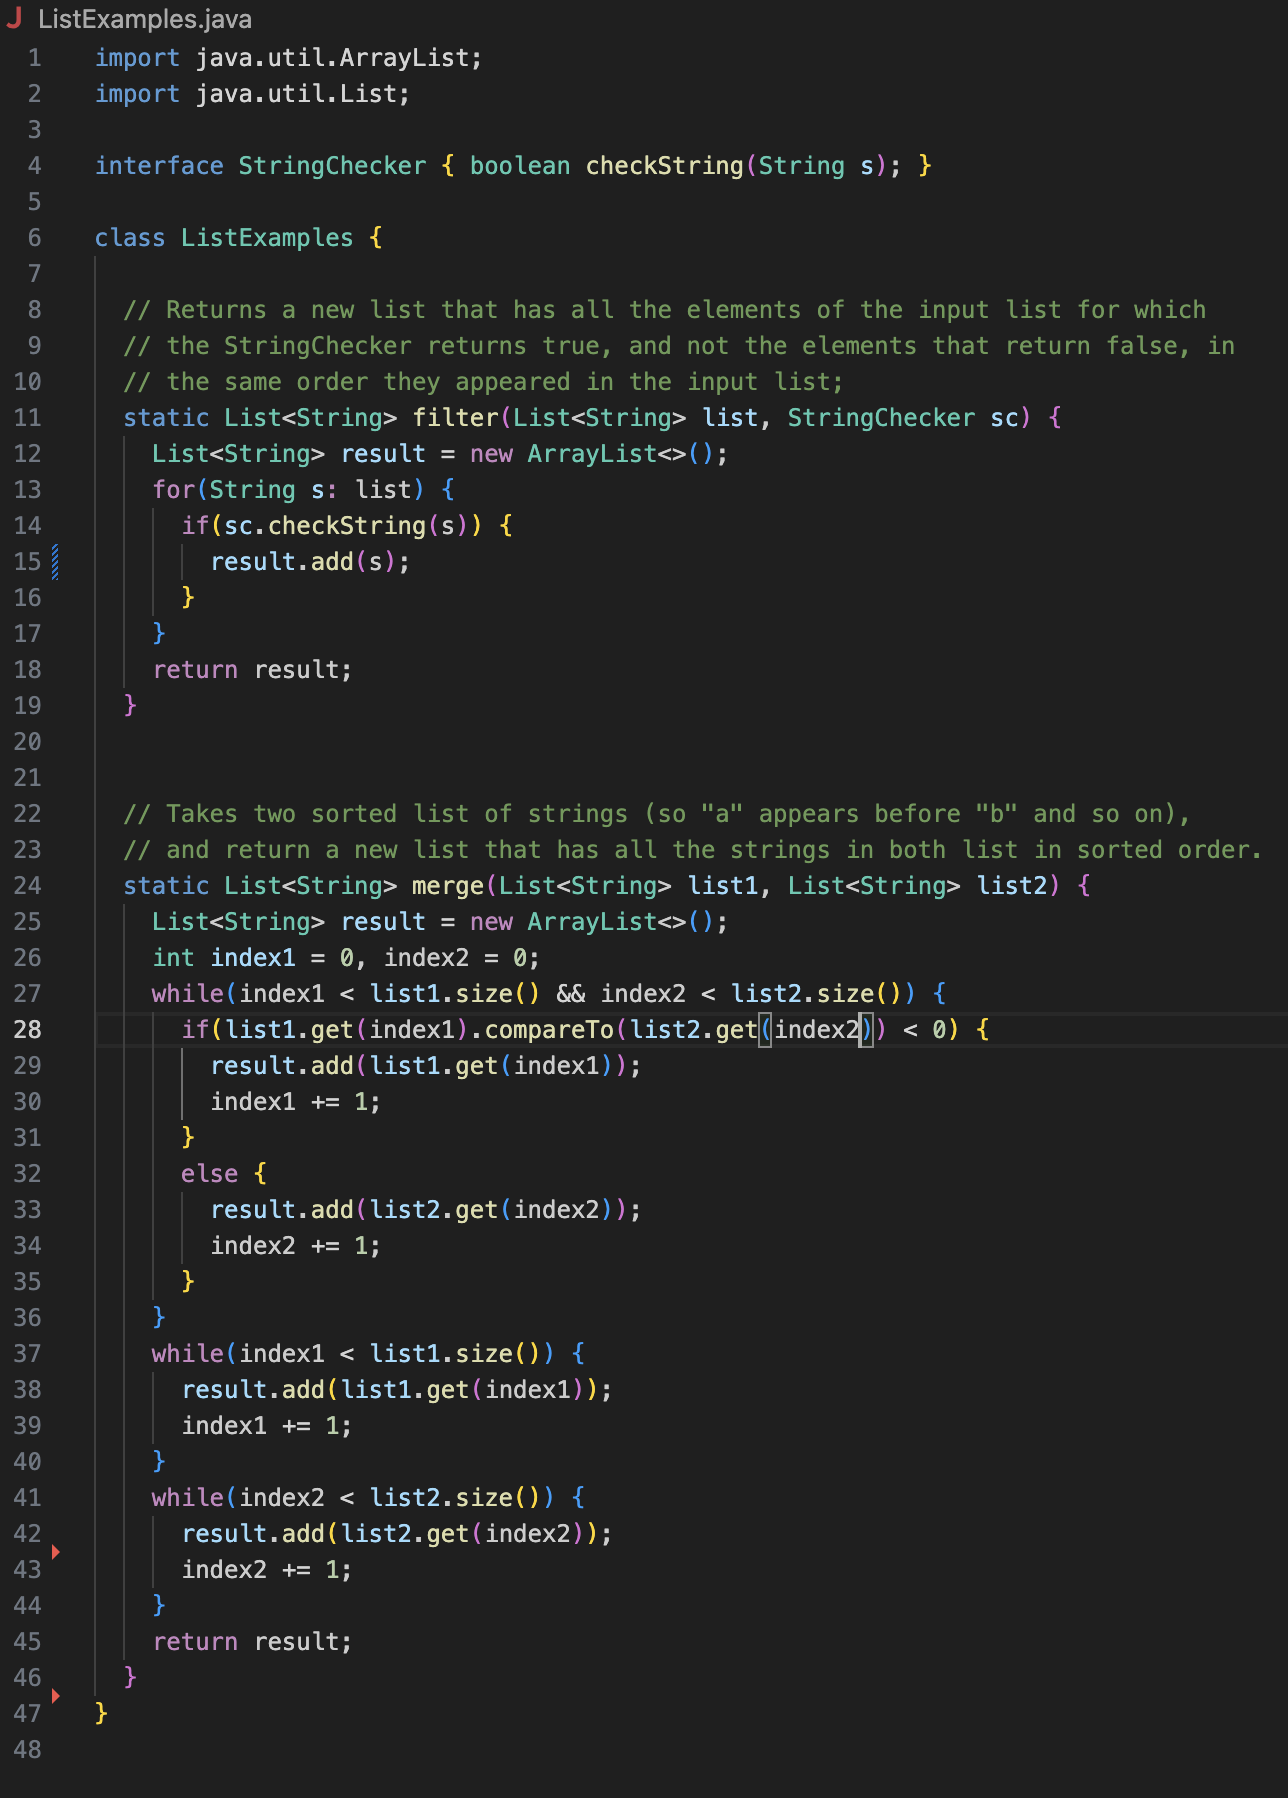 J ListExamples.java
1 import java.util.ArrayList;
2 import java.util.List;
3
4 interface StringChecker { boolean checkString(String s); }
5
6 class ListExamples {
7
8   // Returns a new list that has all the elements of the input list for which
9   // the StringChecker returns true, and not the elements that return false, in
10   // the same order they appeared in the input list;
11   static List<String> filter(List<String> list, StringChecker sc) {
12     List<String> result = new ArrayList<>();
13     for(String s: list) {
14       if(sc.checkString(s)) {
15         result.add(s);
16       }
17     }
18     return result;
19   }
20
21
22   // Takes two sorted list of strings (so "a" appears before "b" and so on),
23   // and return a new list that has all the strings in both list in sorted order.
24   static List<String> merge(List<String> list1, List<String> list2) {
25     List<String> result = new ArrayList<>();
26     int index1 = 0, index2 = 0;
27     while(index1 < list1.size() && index2 < list2.size()) {
28       if(list1.get(index1).compareTo(list2.get(index2)) < 0) {
29         result.add(list1.get(index1));
30         index1 += 1;
31       }
32       else {
33         result.add(list2.get(index2));
34         index2 += 1;
35       }
36     }
37     while(index1 < list1.size()) {
38       result.add(list1.get(index1));
39       index1 += 1;
40     }
41     while(index2 < list2.size()) {
42       result.add(list2.get(index2));
43       index2 += 1;
44     }
45     return result;
46   }
47 }
48